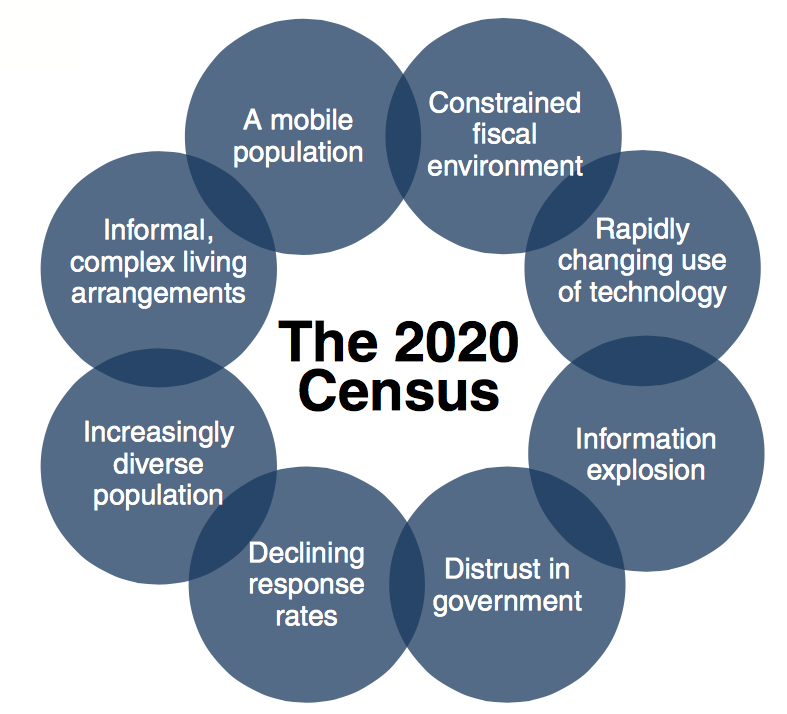 A mobile
population
Constrained
fiscal
environment
Rapidly
changing use
of technology
Information
explosion
Distrust in
government
Declining
response
rates
Increasingly
diverse
population
Informal,
complex living
arrangements
The 2020
Census